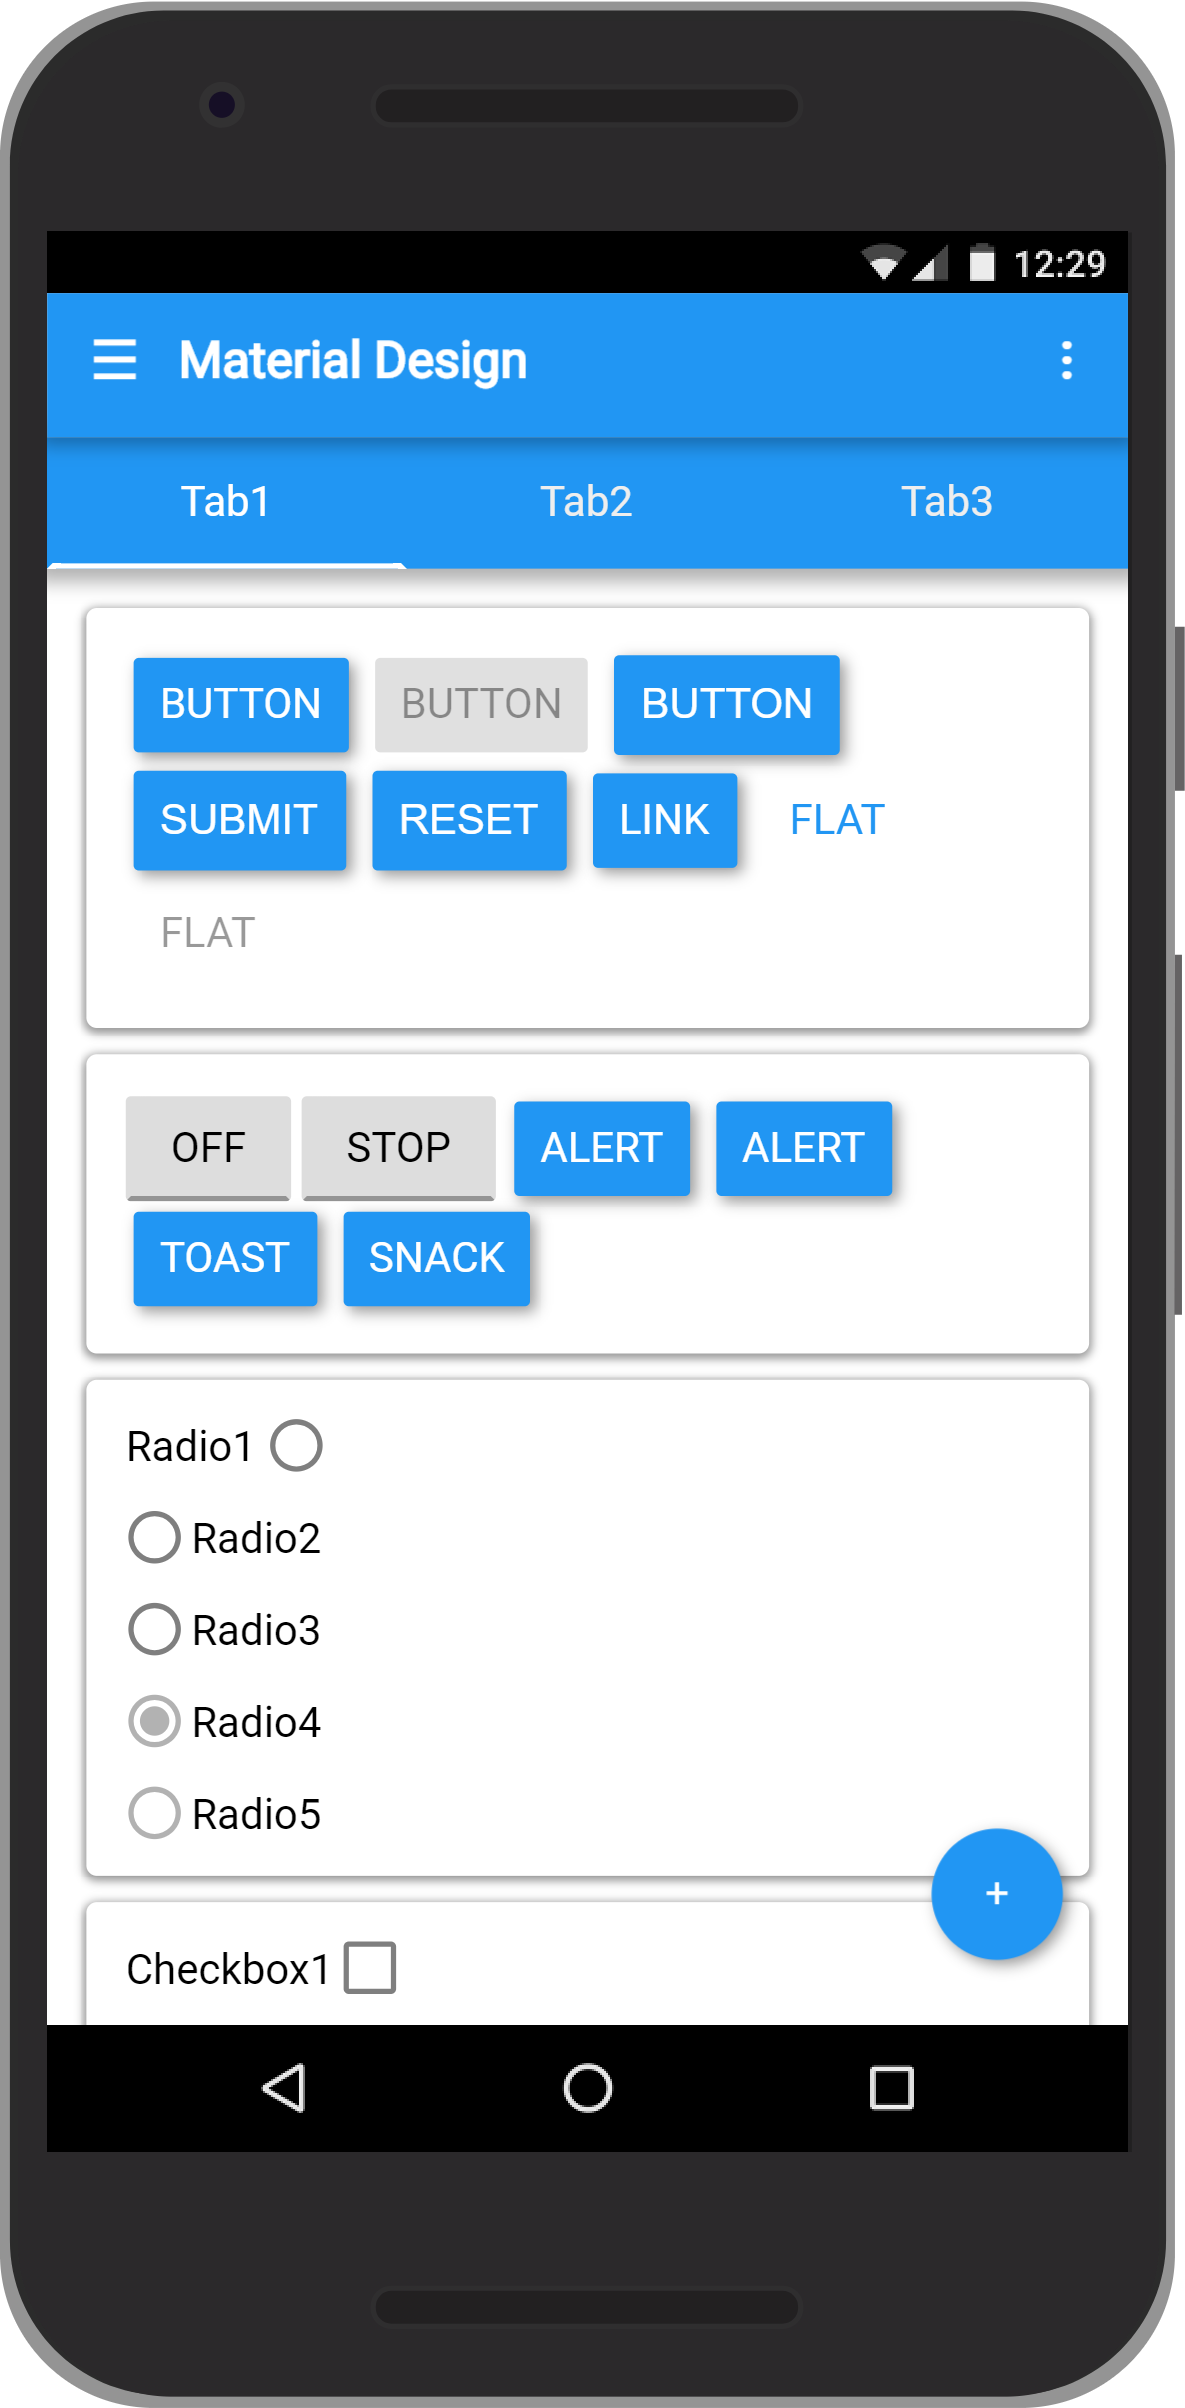 12:29
Material Design
Tab1 Tab2 Tab3
BUTTON BUTTON BUTTON
SUBMIT RESET LINK FLAT
FLAT
OFF STOP ALERT ALERT
TOAST SNACK
Radio1
Radio2
Radio3
Radio4
Radio5
+
Checkbox1